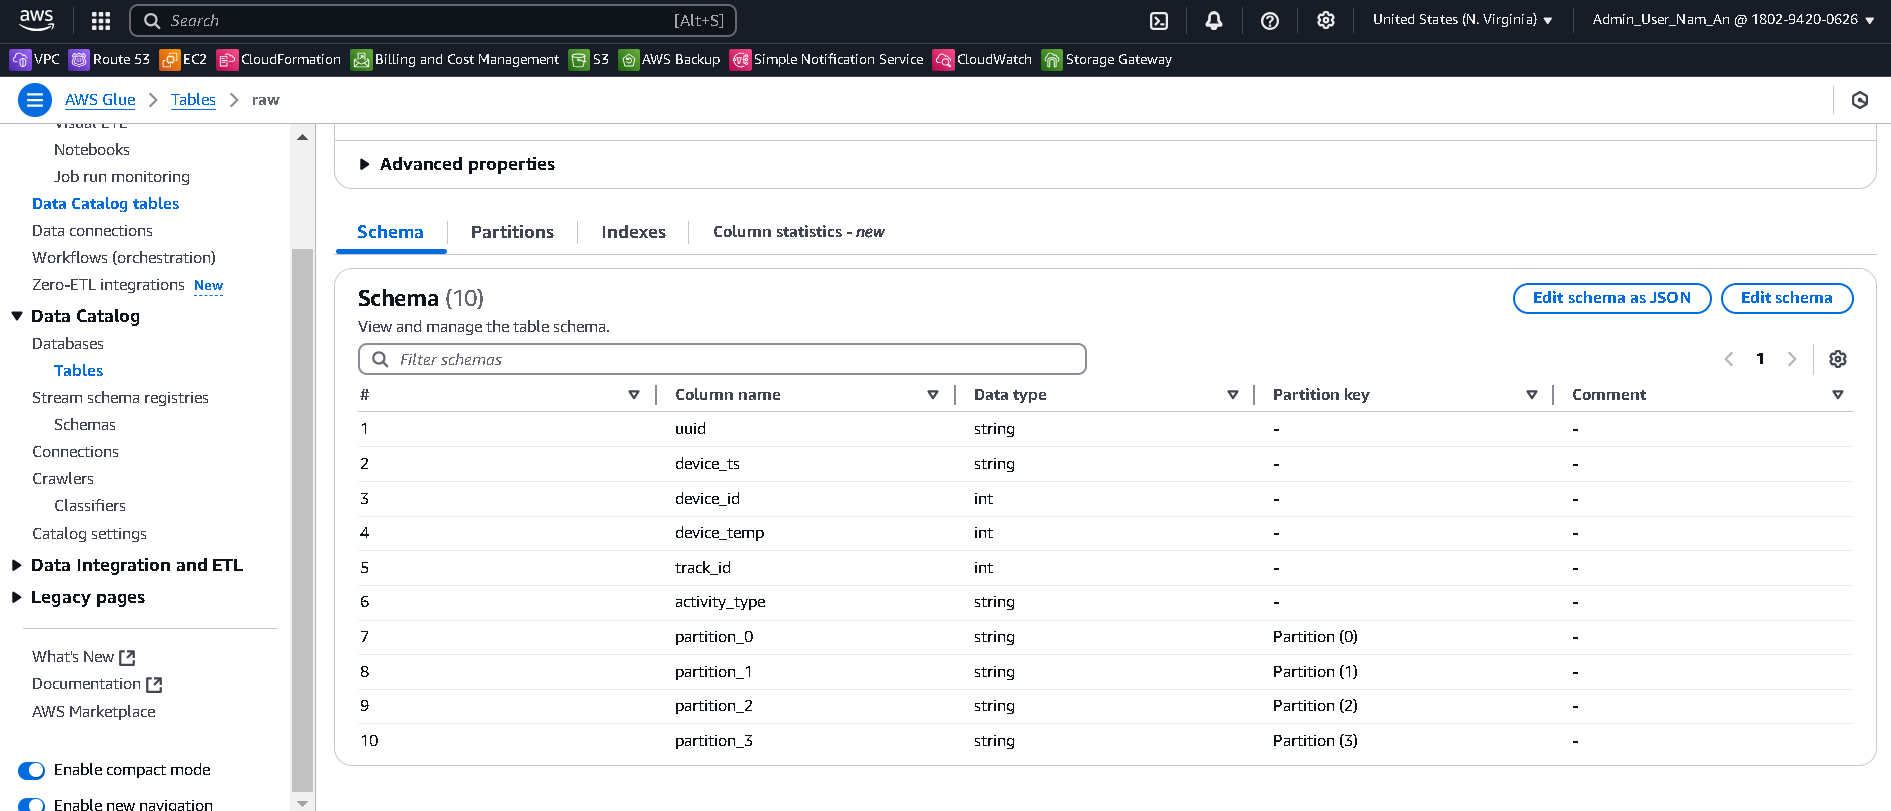 aws Search [Alt+S] United States (N. Virginia) Admin_User_Nam_An @ 1802-9420-0626
VPC Route 53 EC2 CloudFormation Billing and Cost Management S3 AWS Backup Simple Notification Service CloudWatch Storage Gateway
AWS Glue Tables raw
Visual ETL
Notebooks
Job run monitoring
Data Catalog tables
Data connections
Workflows (orchestration)
Zero-ETL integrations New
Data Catalog
Databases
Tables
Stream schema registries
Schemas
Connections
Crawlers
Classifiers
Catalog settings
Data Integration and ETL
Legacy pages
What's New
Documentation
AWS Marketplace
Enable compact mode
Enable new navigation
Advanced properties
Schema Partitions Indexes Column statistics - new
Schema (10) Edit schema as JSON Edit schema
View and manage the table schema.
Filter schemas 1
# Column name Data type Partition key Comment
1 uuid string - -
2 device_ts string - -
3 device_id int - -
4 device_temp int - -
5 track_id int - -
6 activity_type string - -
7 partition_0 string Partition (0) -
8 partition_1 string Partition (1) -
9 partition_2 string Partition (2) -
10 partition_3 string Partition (3) -